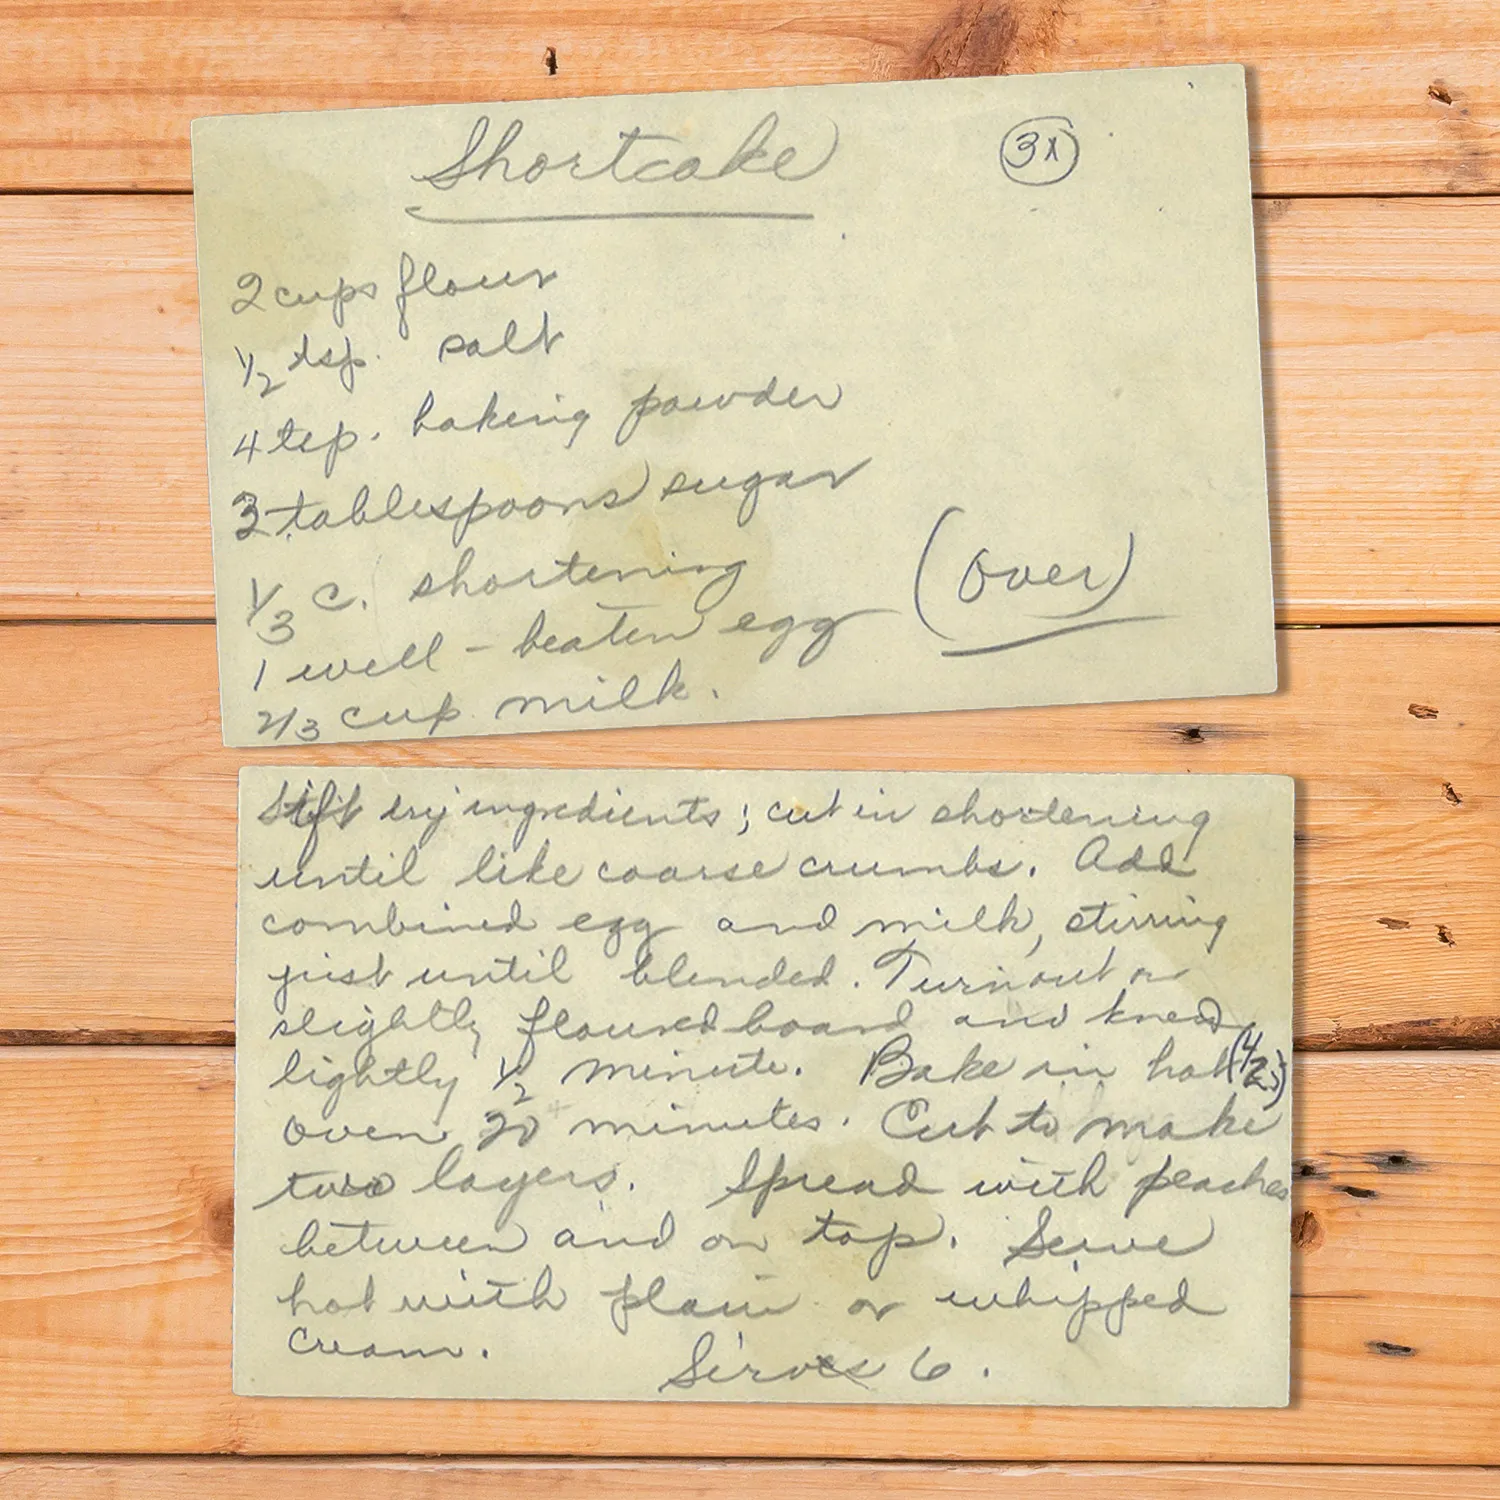 Shortcake
3x
2 cups flour
1/2 tsp. salt
4 tsp. baking powder
3 tablespoons sugar
1/3 c. shortening
1 well - beaten egg
(over)
2/3 cup milk.
Sift dry ingredients; cut in shortening
until like coarse crumbs. Add
combined egg and milk, stirring
just until blended. Turn out on
slightly floured board and knead
lightly 1/2 minute. Bake in hot (425)
oven 20 minutes. Cut to make
two layers. Spread with peaches
between and on top. Serve
hot with plain or whipped
cream.
Serves 6.